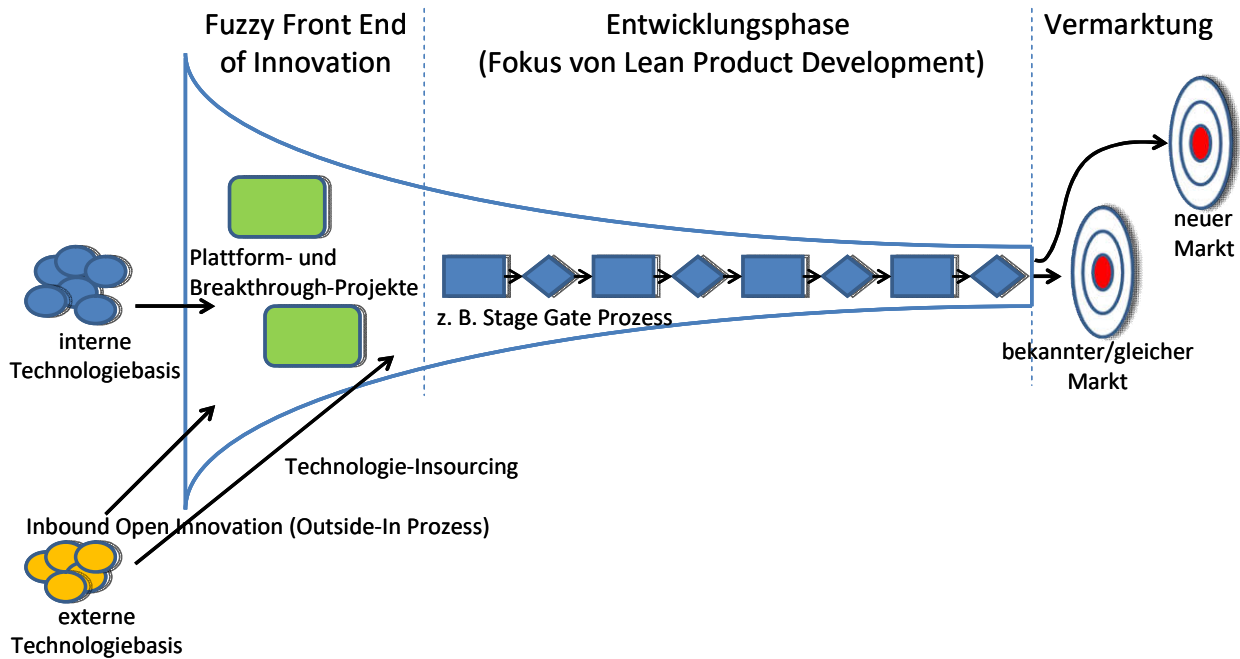 Fuzzy Front End
of Innovation
Entwicklungsphase
(Fokus von Lean Product Development)
Vermarktung
neuer
Markt
Plattform- und
Breakthrough-Projekte
z. B. Stage Gate Prozess
interne
Technologiebasis
bekannter/gleicher
Markt
Technologie-Insourcing
Inbound Open Innovation (Outside-In Prozess)
externe
Technologiebasis